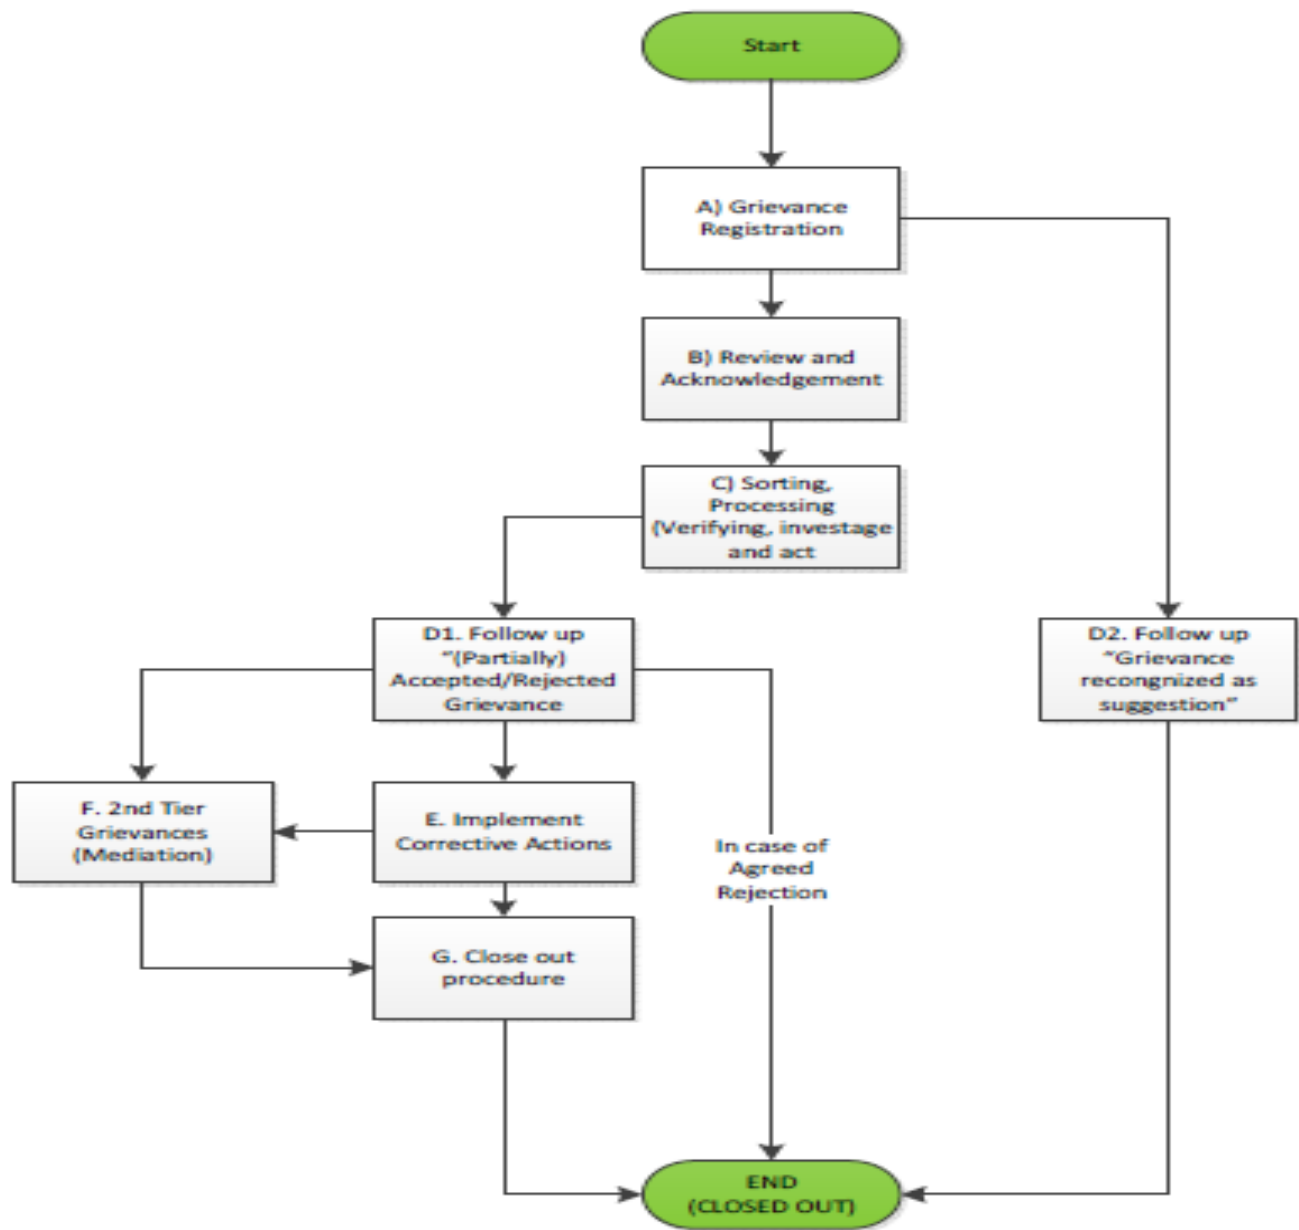 Start
A) Grievance
Registration
B) Review and
Acknowledgement
C) Sorting,
Processing
(Verifying, investage
and act
D1. Follow up
“(Partially)
Accepted/Rejected
Grievance
D2. Follow up
“Grievance
recongnized as
suggestion”
F. 2nd Tier
Grievances
(Mediation)
E. Implement
Corrective Actions
In case of
Agreed
Rejection
G. Close out
procedure
END
(CLOSED OUT)